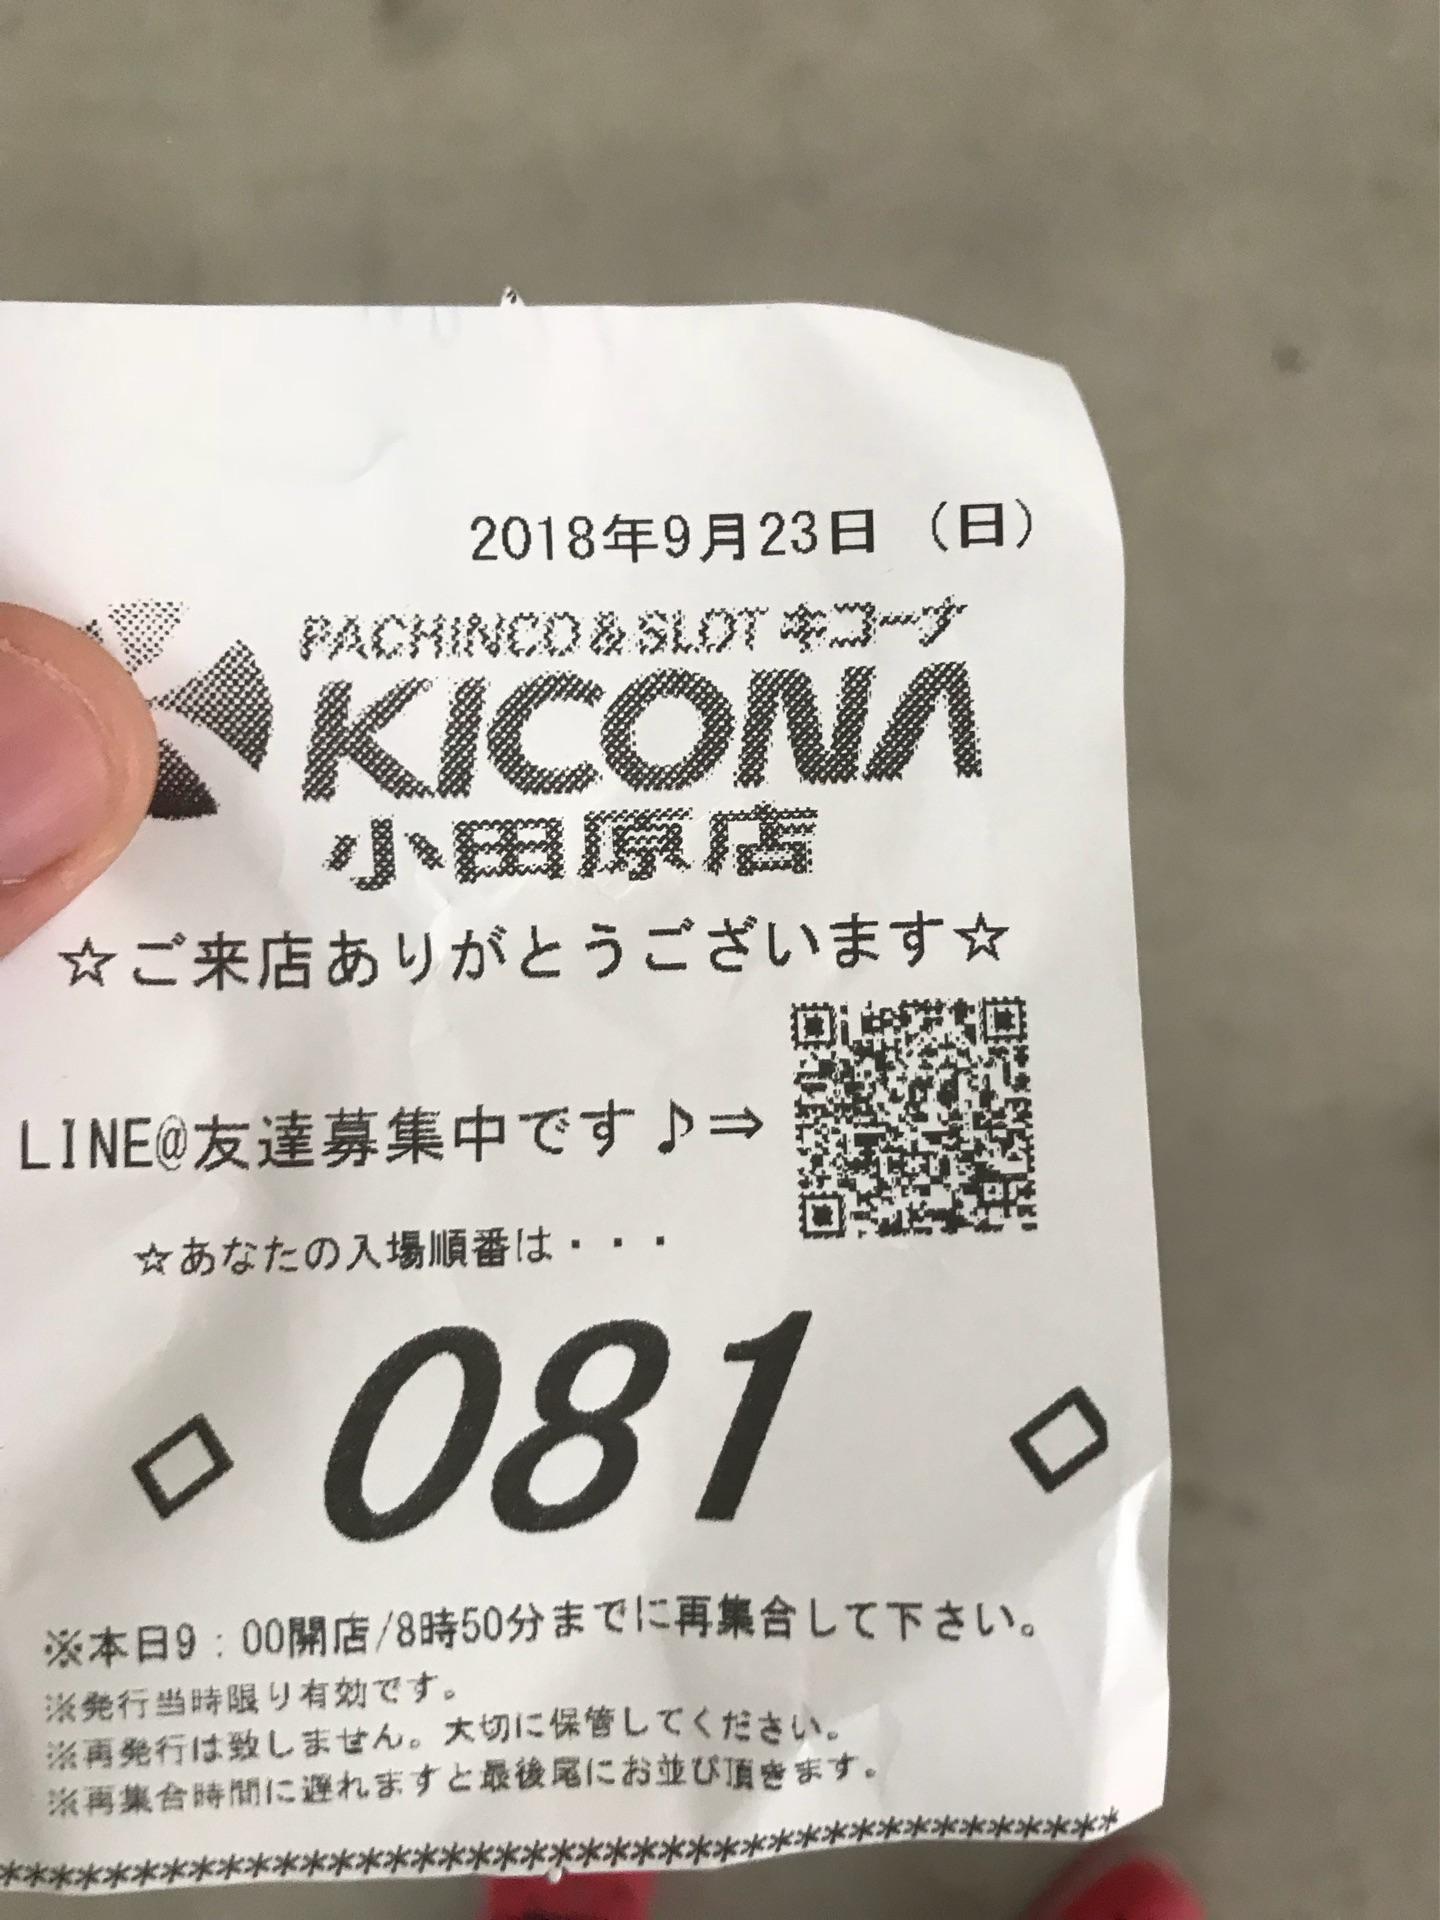 2018年9月23日 (日)
PACHINCO&SLOT キコーナ
KICONA
小田原店
☆ご来店ありがとうございます☆
LINE@友達募集中です♪⇒
☆あなたの入場順番は・・・
◇ 081 ◇
※本日9：00開店/8時50分までに再集合して下さい。
※発行当時限り有効です。
※再発行は致しません。大切に保管してください。
※再集合時間に遅れますと最後尾にお並び頂きます。
****************************************